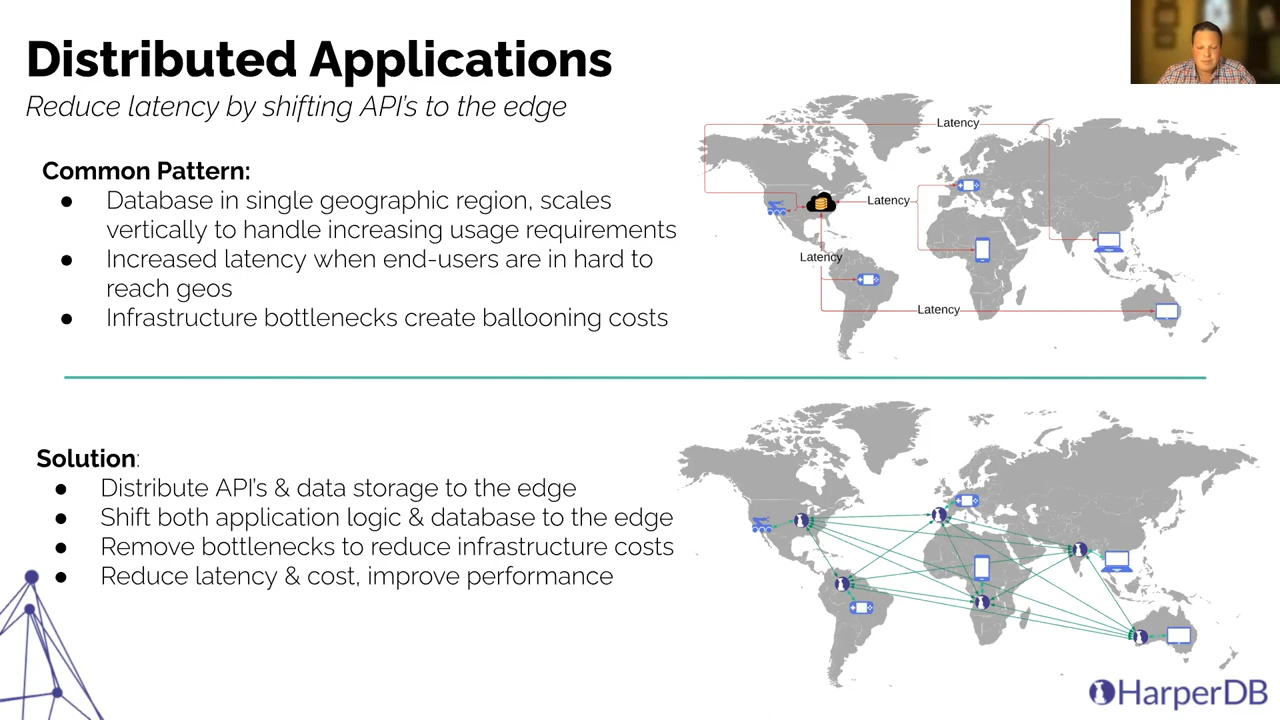 Distributed Applications
Reduce latency by shifting API's to the edge
Common Pattern:
● Database in single geographic region, scales
vertically to handle increasing usage requirements
● Increased latency when end-users are in hard to
reach geos
● Infrastructure bottlenecks create ballooning costs
Latency
Latency
Latency
Latency
Solution:
● Distribute API's & data storage to the edge
● Shift both application logic & database to the edge
● Remove bottlenecks to reduce infrastructure costs
● Reduce latency & cost, improve performance
HarperDB